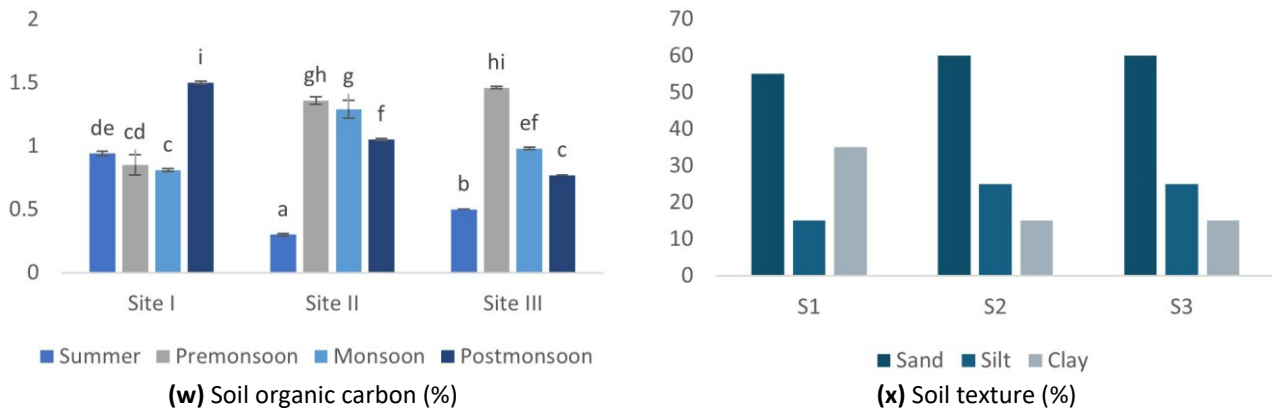 2
1.5
1
0.5
0
de
cd
c
i
a
gh
g
f
b
hi
ef
c
Site I
Site II
Site III
Summer Premonsoon Monsoon Postmonsoon
(w) Soil organic carbon (%)
70
60
50
40
30
20
10
0
S1
S2
S3
Sand Silt Clay
(x) Soil texture (%)